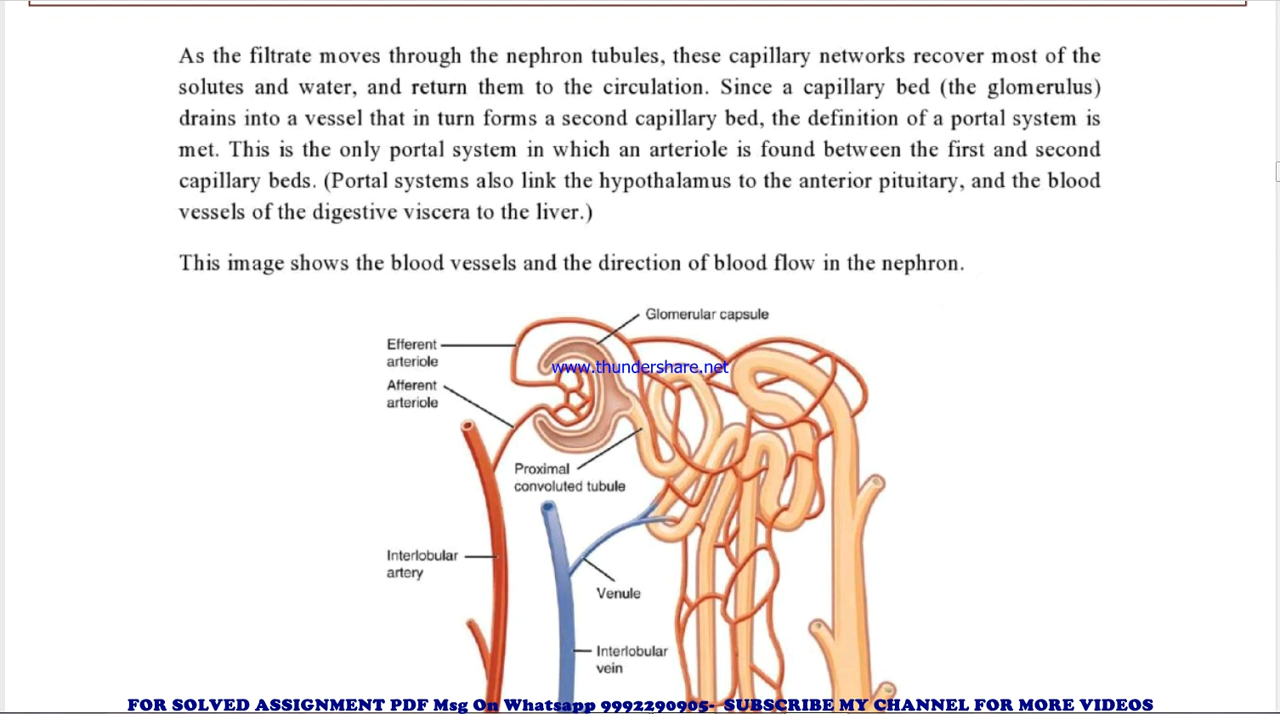 As the filtrate moves through the nephron tubules, these capillary networks recover most of the
solutes and water, and return them to the circulation. Since a capillary bed (the glomerulus)
drains into a vessel that in turn forms a second capillary bed, the definition of a portal system is
met. This is the only portal system in which an arteriole is found between the first and second
capillary beds. (Portal systems also link the hypothalamus to the anterior pituitary, and the blood
vessels of the digestive viscera to the liver.)
This image shows the blood vessels and the direction of blood flow in the nephron.
Glomerular capsule
Efferent
arteriole
www.thundershare.net
Afferent
arteriole
Proximal
convoluted tubule
Interlobular
artery
Venule
Interlobular
vein
FOR SOLVED ASSIGNMENT PDF Msg On Whatsapp 9992290905- SUBSCRIBE MY CHANNEL FOR MORE VIDEOS